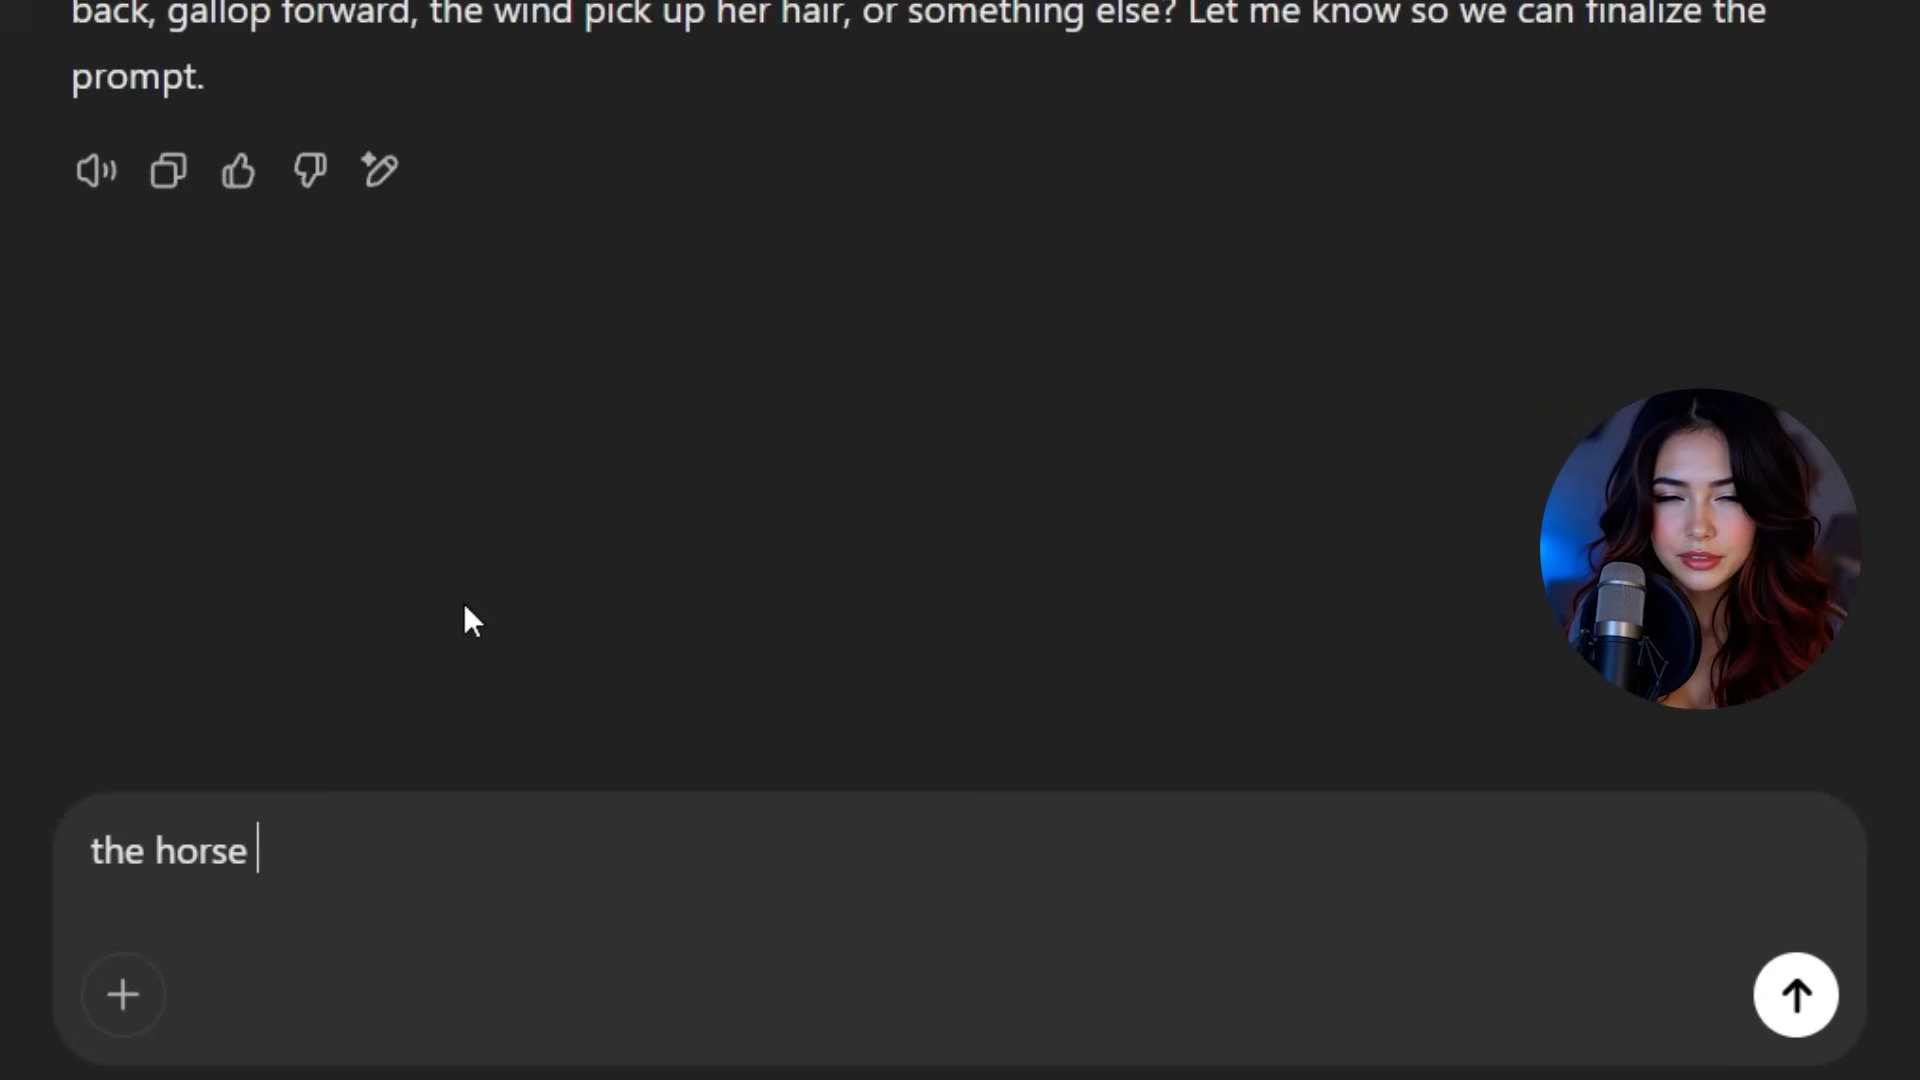 back, gallop forward, the wind pick up her hair, or something else? Let me know so we can finalize the
prompt.
the horse